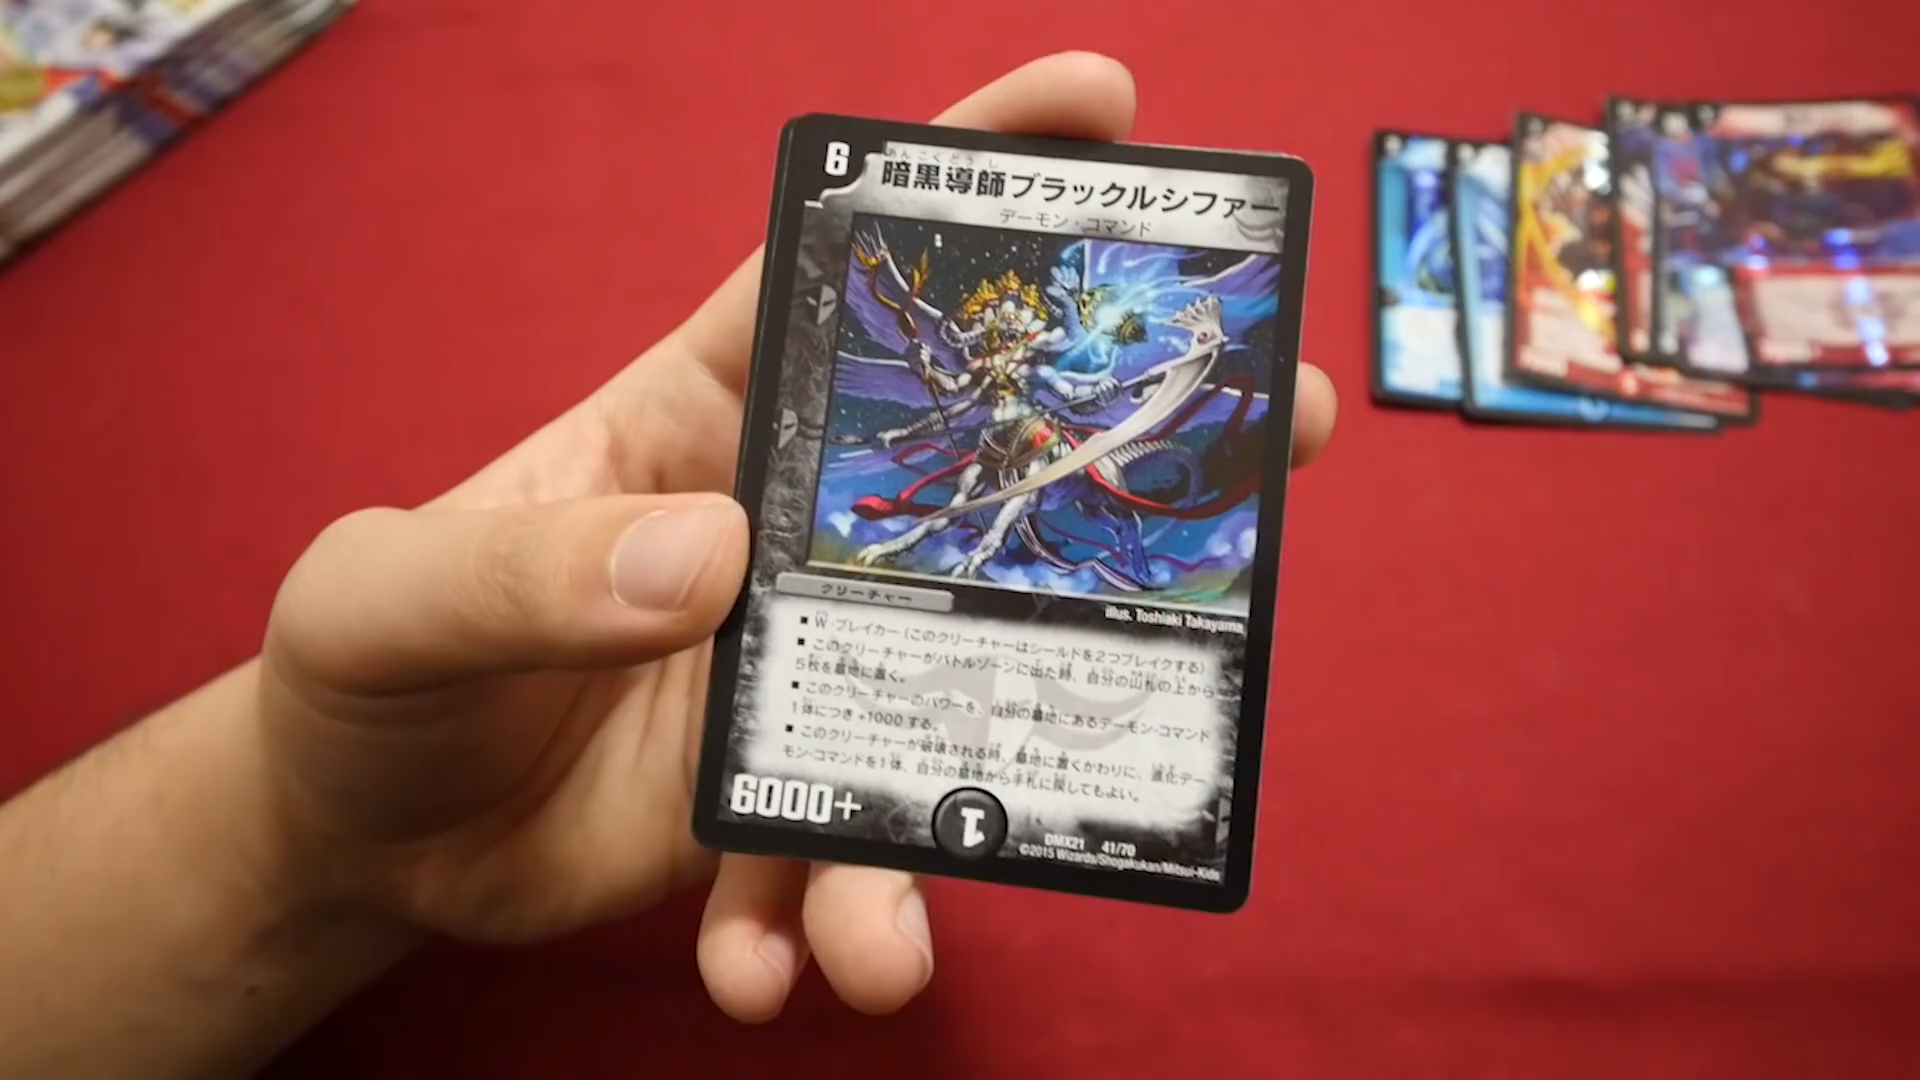 6
あんこくどうし
暗黒導師ブラックルシファー
デーモン・コマンド
クリーチャー
illus. Toshiaki Takayama
■ W・ブレイカー (このクリーチャーはシールドを2つブレイクする)
■ このクリーチャーがバトルゾーンに出た時、自分の山札の上から
5枚を墓地に置く。
■ このクリーチャーのパワーを、自分の墓地にあるデーモン・コマンド
1体につき +1000 する。
■ このクリーチャーが破壊される時、墓地に置くかわりに、進化デー
モン・コマンドを1体、自分の墓地から手札に戻してもよい。
6000+
1
DMX21 41/70
©2015 Wizards/Shogakukan/Mitsui-Kids